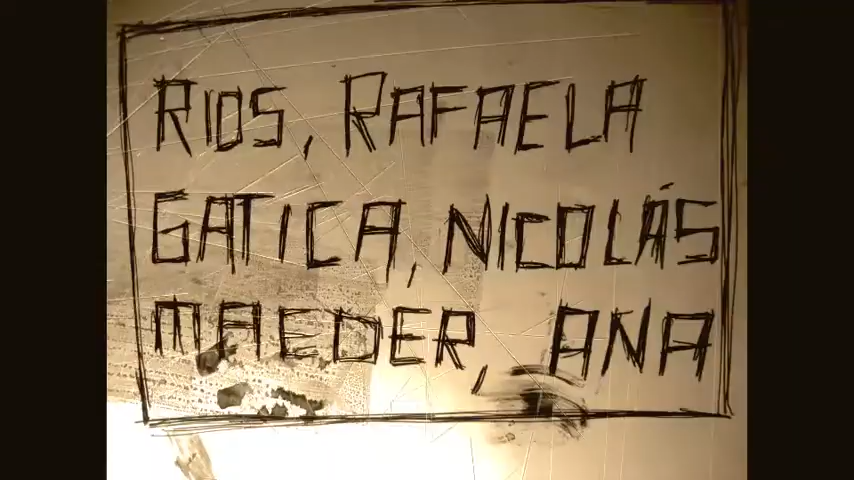 RIOS, RAFAELA
GATICA, NICOLÁS
MAEDER, ANA